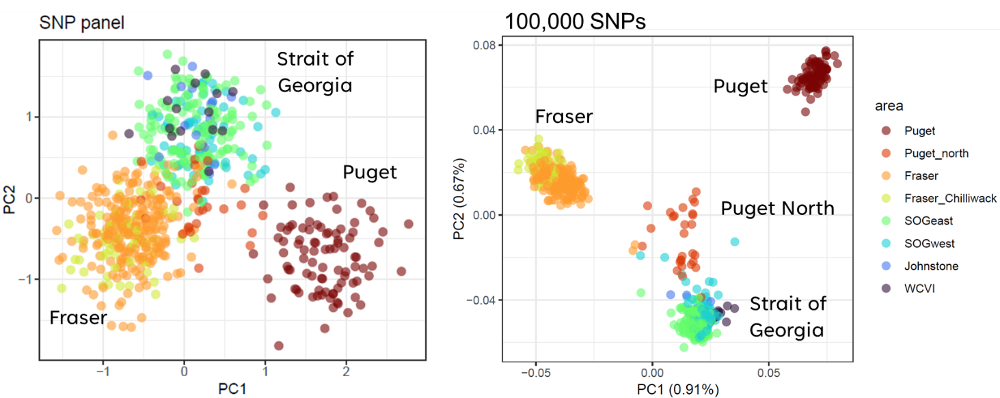 SNP panel
Strait of
Georgia
Puget
Fraser
1
0
−1
−1
0
1
2
PC1
PC2
100,000 SNPs
Puget
Fraser
Puget North
Strait of
Georgia
0.08
0.04
0.00
−0.04
−0.05
0.00
0.05
PC1 (0.91%)
PC2 (0.67%)
area
Puget
Puget_north
Fraser
Fraser_Chilliwack
SOGeast
SOGwest
Johnstone
WCVI